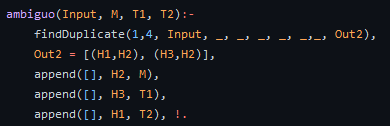 ambiguo(Input, M, T1, T2):-
findDuplicate(1,4, Input, _, _, _, _, _,_, Out2),
Out2 = [(H1,H2), (H3,H2)],
append([], H2, M),
append([], H3, T1),
append([], H1, T2), !.